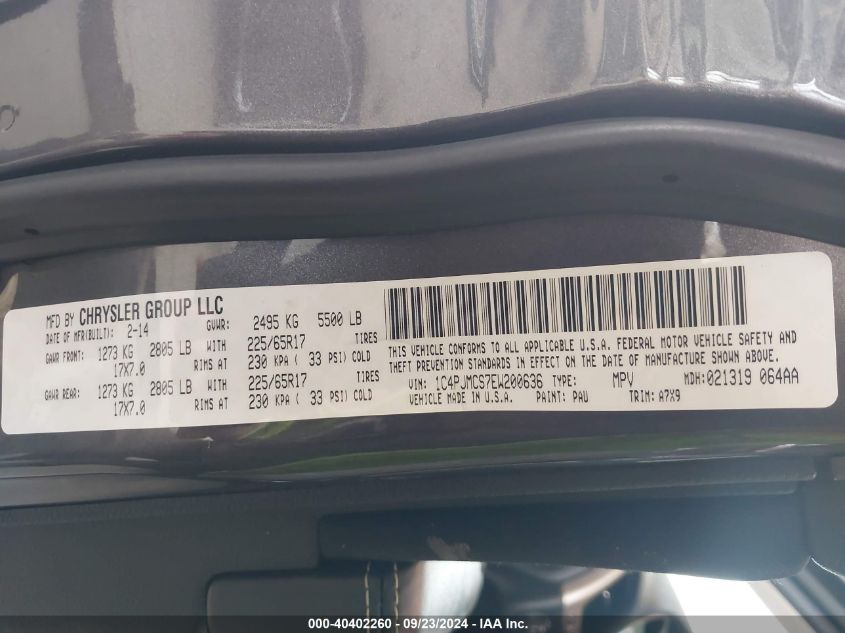 MFD BY CHRYSLER GROUP LLC
DATE OF MFR(BUILT): 2-14 GVWR: 2495 KG 5500 LB
GAWR FRONT: 1273 KG 2805 LB WITH 225/65R17 TIRES
17X7.0 RIMS AT 230 KPA ( 33 PSI) COLD
GAWR REAR: 1273 KG 2805 LB WITH 225/65R17 TIRES
17X7.0 RIMS AT 230 KPA ( 33 PSI) COLD
THIS VEHICLE CONFORMS TO ALL APPLICABLE U.S.A. FEDERAL MOTOR VEHICLE SAFETY AND
THEFT PREVENTION STANDARDS IN EFFECT ON THE DATE OF MANUFACTURE SHOWN ABOVE.
VIN: 1C4PJMCS7EW200636 TYPE: MPV MDH:021319 064AA
VEHICLE MADE IN U.S.A. PAINT: PAU TRIM: A7X9
000-40402260 - 09/23/2024 - IAA Inc.